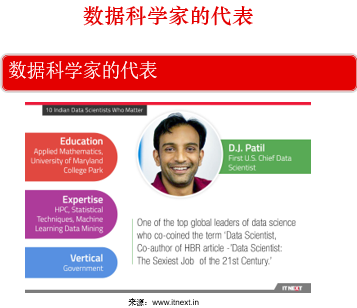 数据科学家的代表
数据科学家的代表
10 Indian Data Scientists Who Matter
Education
Applied Mathematics,
University of Maryland
College Park
D.J. Patil
First U.S. Chief Data
Scientist
Expertise
HPC, Statistical
Techniques, Machine
Learning Data Mining
Vertical
Government
One of the top global leaders of data science
who co-coined the term 'Data Scientist,
Co-author of HBR article -'Data Scientist:
The Sexiest Job of the 21st Century.'
ITNEXT
来源：www.itnext.in